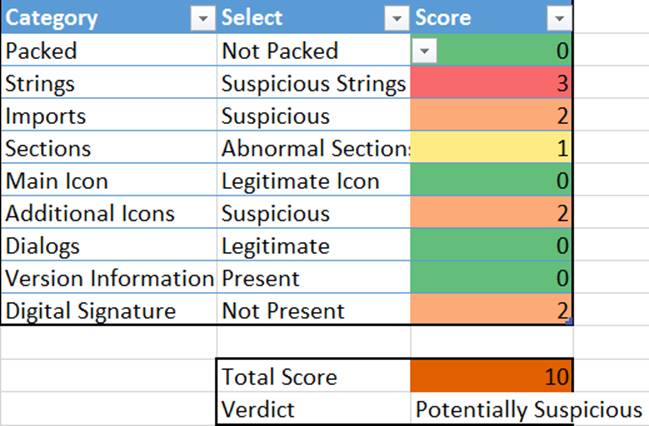 Category Select Score
Packed Not Packed 0
Strings Suspicious Strings 3
Imports Suspicious 2
Sections Abnormal Section 1
Main Icon Legitimate Icon 0
Additional Icons Suspicious 2
Dialogs Legitimate 0
Version Information Present 0
Digital Signature Not Present 2
Total Score 10
Verdict Potentially Suspicious